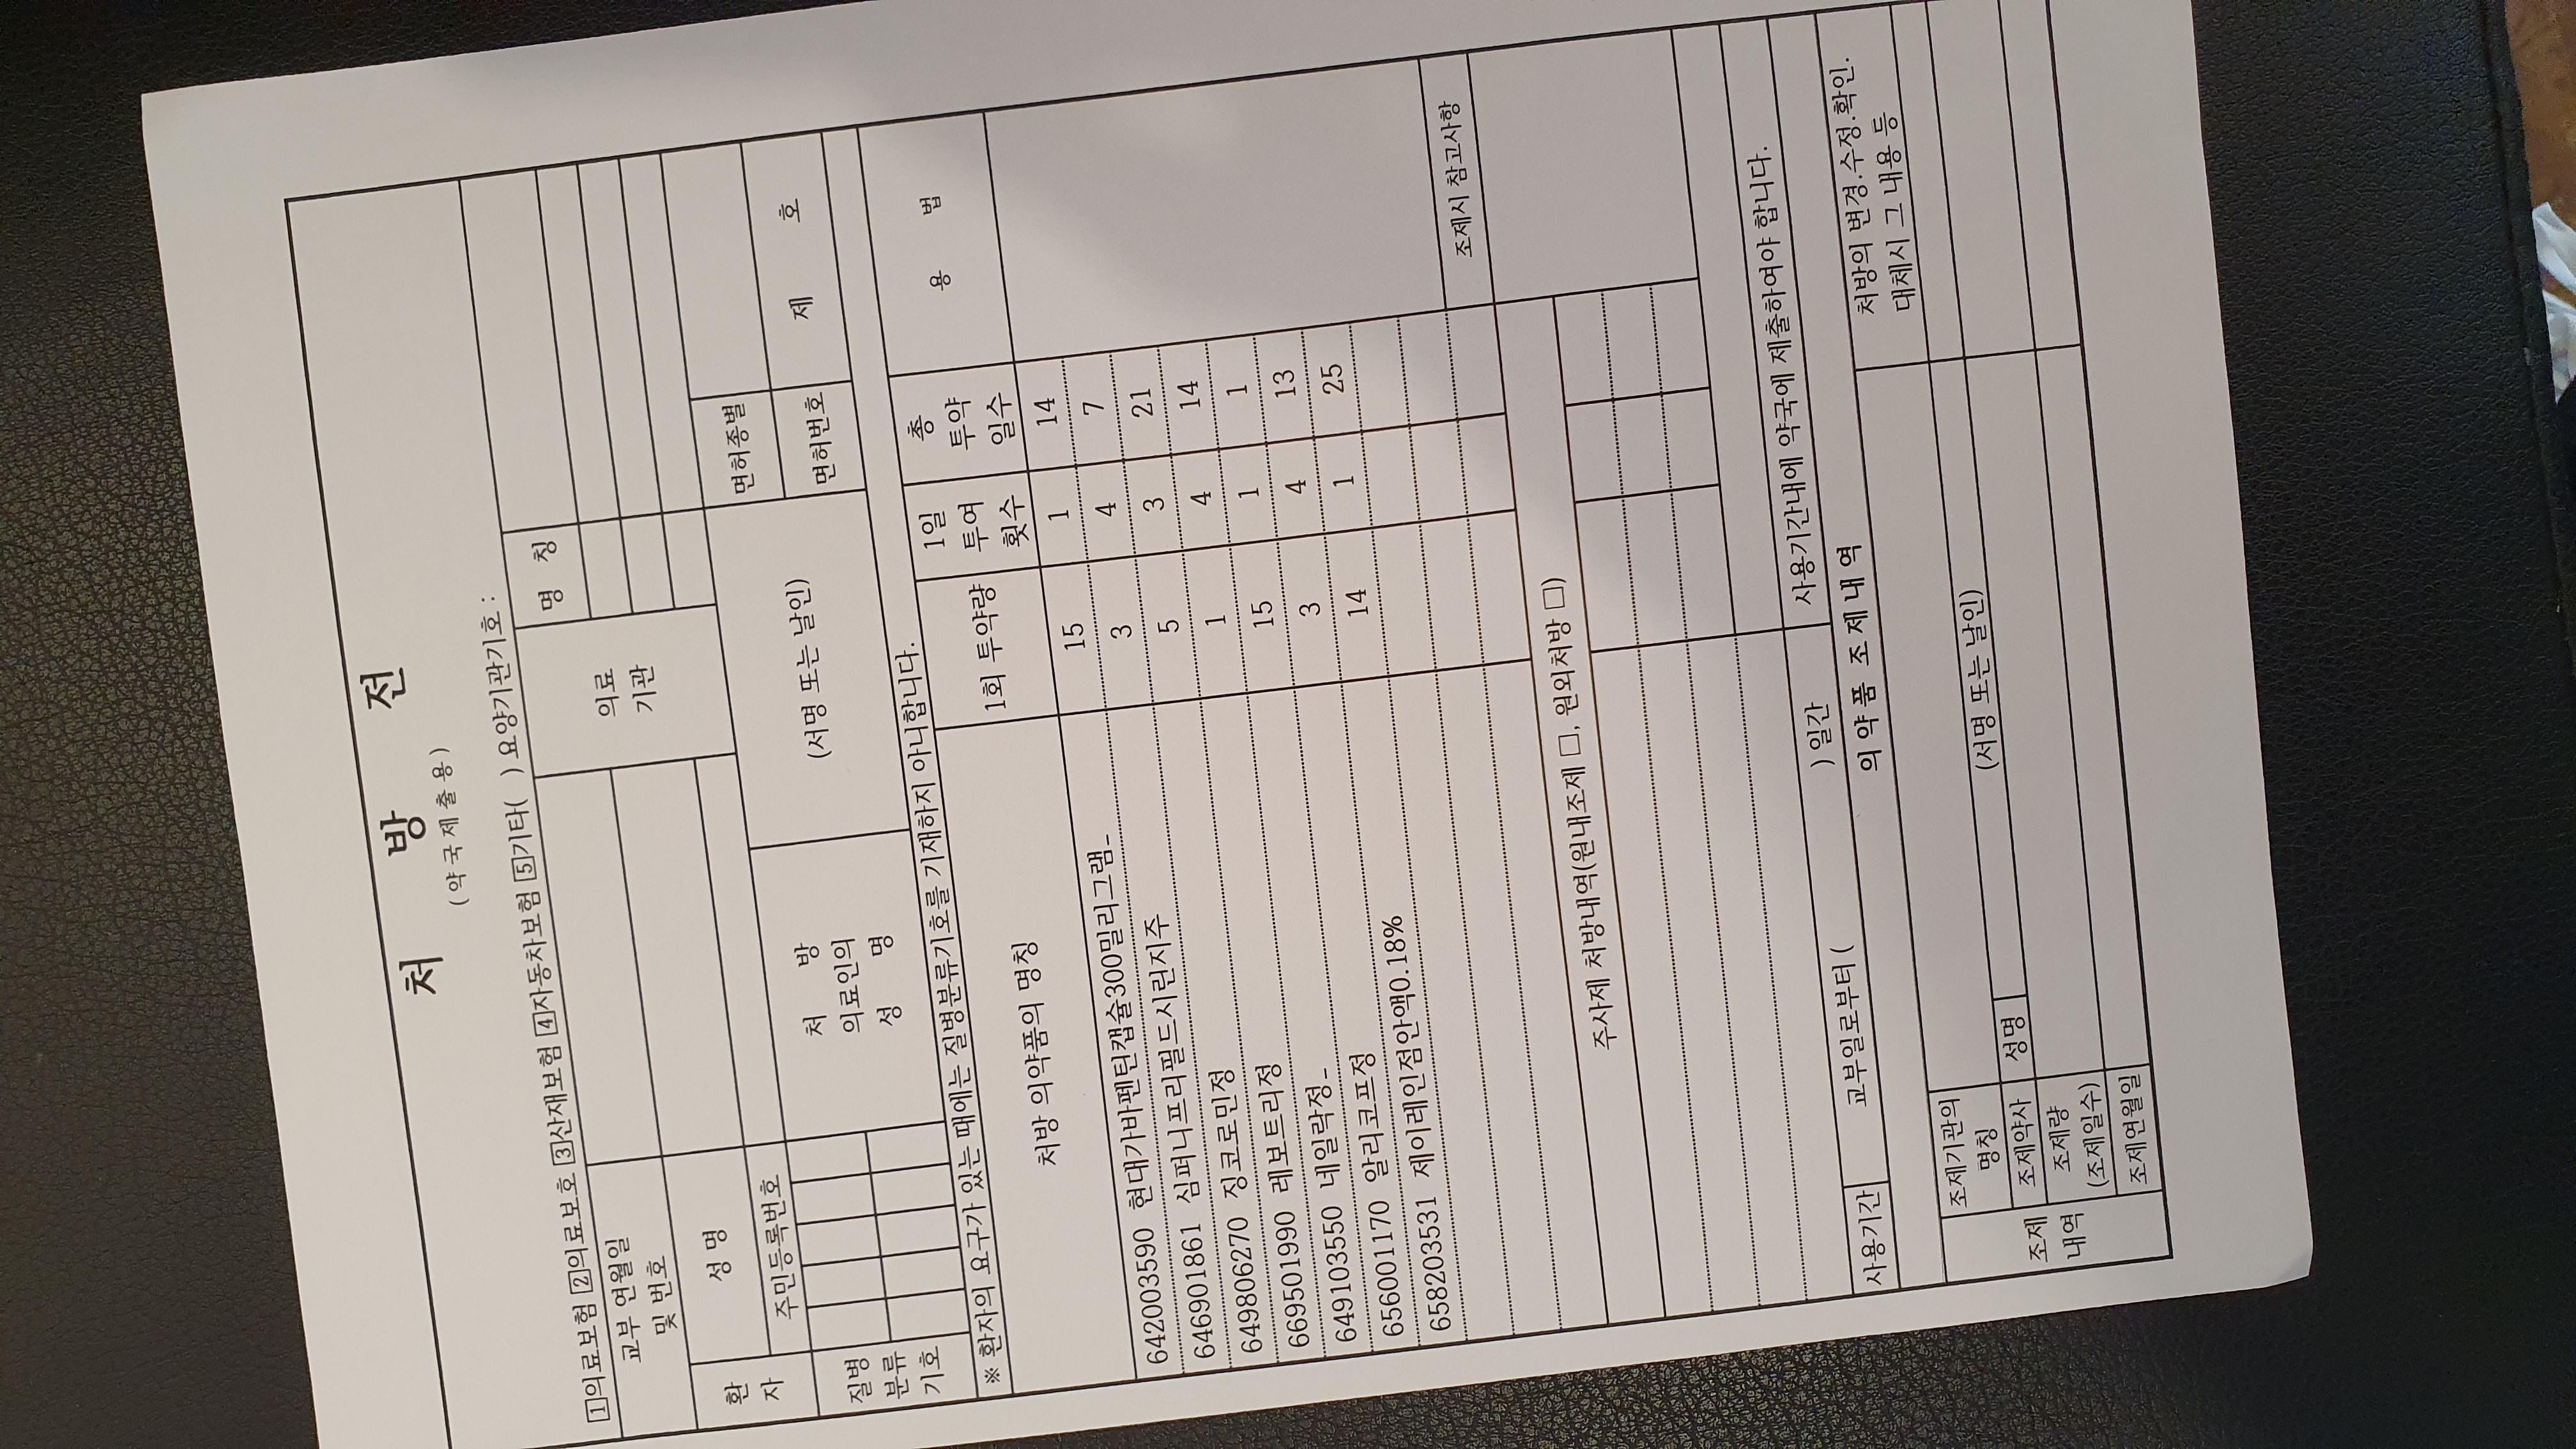 처 방 전
(약국제출용)
1의료보험 2의료보호 3산재보험 4자동차보험 5기타( ) 요양기관기호 :
교부 연월일
및 번호
의료
기관
명 칭
환
자
성 명
주민등록번호
질병
분류
기호
처 방
의료인의
성 명
(서명 또는 날인)
면허종별
면허번호
제 호
※ 환자의 요구가 있는 때에는 질병분류기호를 기재하지 아니합니다.
처방 의약품의 명칭
1회 투약량
1일
투여
횟수
총
투약
일수
용 법
642003590 현대가바펜틴캡슐300밀리그램_ 15 1 14
646901861 심퍼니프리필드시린지주 3 4 7
649806270 징코로민정 5 3 21
669501990 레보트리정 1 4 14
649103550 네일락정_ 15 1 1
656001170 알리코프정 3 4 13
658203531 제이레인점안액0.18% 14 1 25
조제시 참고사항
주사제 처방내역(원내조제 □, 원외처방 □)
사용기간
교부일로부터 ( ) 일간
사용기간내에 약국에 제출하여야 합니다.
의약품 조제내역
조제
내역
조제기관의
명칭
처방의 변경.수정.확인.
대체시 그 내용 등
조제약사
성명
(서명 또는 날인)
조제량
(조제일수)
조제연월일